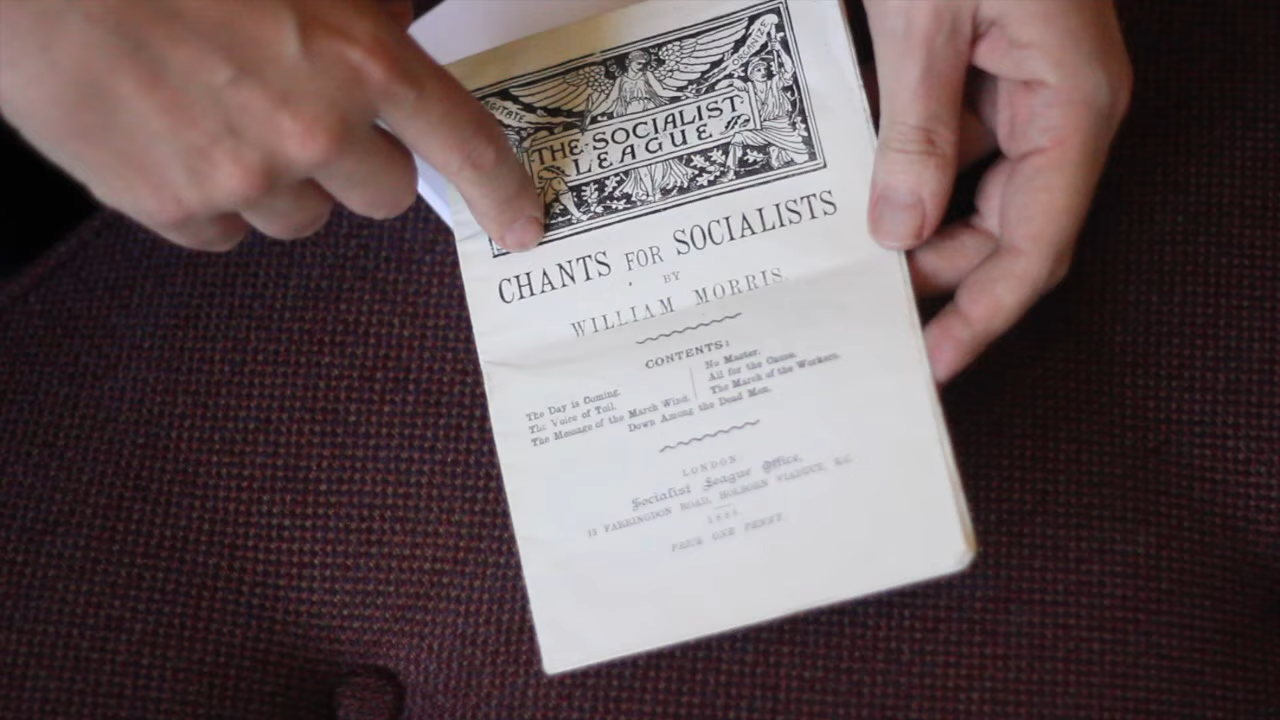 AGITATE
ORGANIZE
THE SOCIALIST
LEAGUE
CHANTS FOR SOCIALISTS
BY
WILLIAM MORRIS.
CONTENTS:
The Day is Coming.
The Voice of Toil.
The Message of the March Wind.
No Master.
All for the Cause.
The March of the Workers.
Down Among the Dead Men.
LONDON
Socialist League Office,
13 FARRINGDON ROAD, HOLBORN VIADUCT, E.C.
1885.
PRICE ONE PENNY